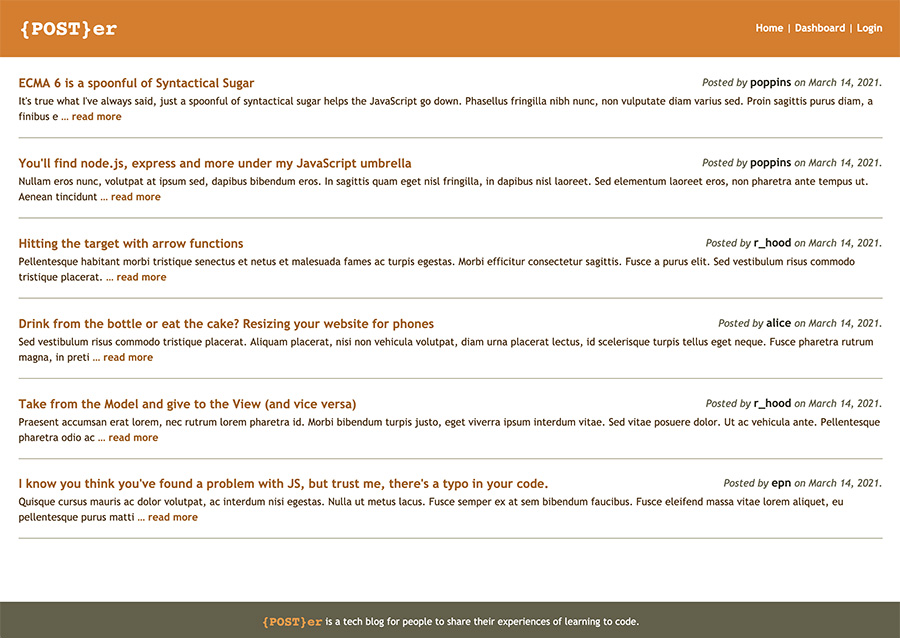 {POST}er
Home | Dashboard | Login
ECMA 6 is a spoonful of Syntactical Sugar
Posted by poppins on March 14, 2021.
It's true what I've always said, just a spoonful of syntactical sugar helps the JavaScript go down. Phasellus fringilla nibh nunc, non vulputate diam varius sed. Proin sagittis purus diam, a
finibus e ... read more
You'll find node.js, express and more under my JavaScript umbrella
Posted by poppins on March 14, 2021.
Nullam eros nunc, volutpat at ipsum sed, dapibus bibendum eros. In sagittis quam eget nisl fringilla, in dapibus nisl laoreet. Sed elementum laoreet eros, non pharetra ante tempus ut.
Aenean tincidunt ... read more
Hitting the target with arrow functions
Posted by r_hood on March 14, 2021.
Pellentesque habitant morbi tristique senectus et netus et malesuada fames ac turpis egestas. Morbi efficitur consectetur sagittis. Fusce a purus elit. Sed vestibulum risus commodo
tristique placerat. ... read more
Drink from the bottle or eat the cake? Resizing your website for phones
Posted by alice on March 14, 2021.
Sed vestibulum risus commodo tristique placerat. Aliquam placerat, nisi non vehicula volutpat, diam urna placerat lectus, id scelerisque turpis tellus eget neque. Fusce pharetra rutrum
magna, in preti ... read more
Take from the Model and give to the View (and vice versa)
Posted by r_hood on March 14, 2021.
Praesent accumsan erat lorem, nec rutrum lorem pharetra id. Morbi bibendum turpis justo, eget viverra ipsum interdum vitae. Sed vitae posuere dolor. Ut ac vehicula ante. Pellentesque
pharetra odio ac ... read more
I know you think you've found a problem with JS, but trust me, there's a typo in your code.
Posted by epn on March 14, 2021.
Quisque cursus mauris ac dolor volutpat, ac interdum nisi egestas. Nulla ut metus lacus. Fusce semper ex at sem bibendum faucibus. Fusce eleifend massa vitae lorem aliquet, eu
pellentesque purus matti ... read more
{POST}er is a tech blog for people to share their experiences of learning to code.